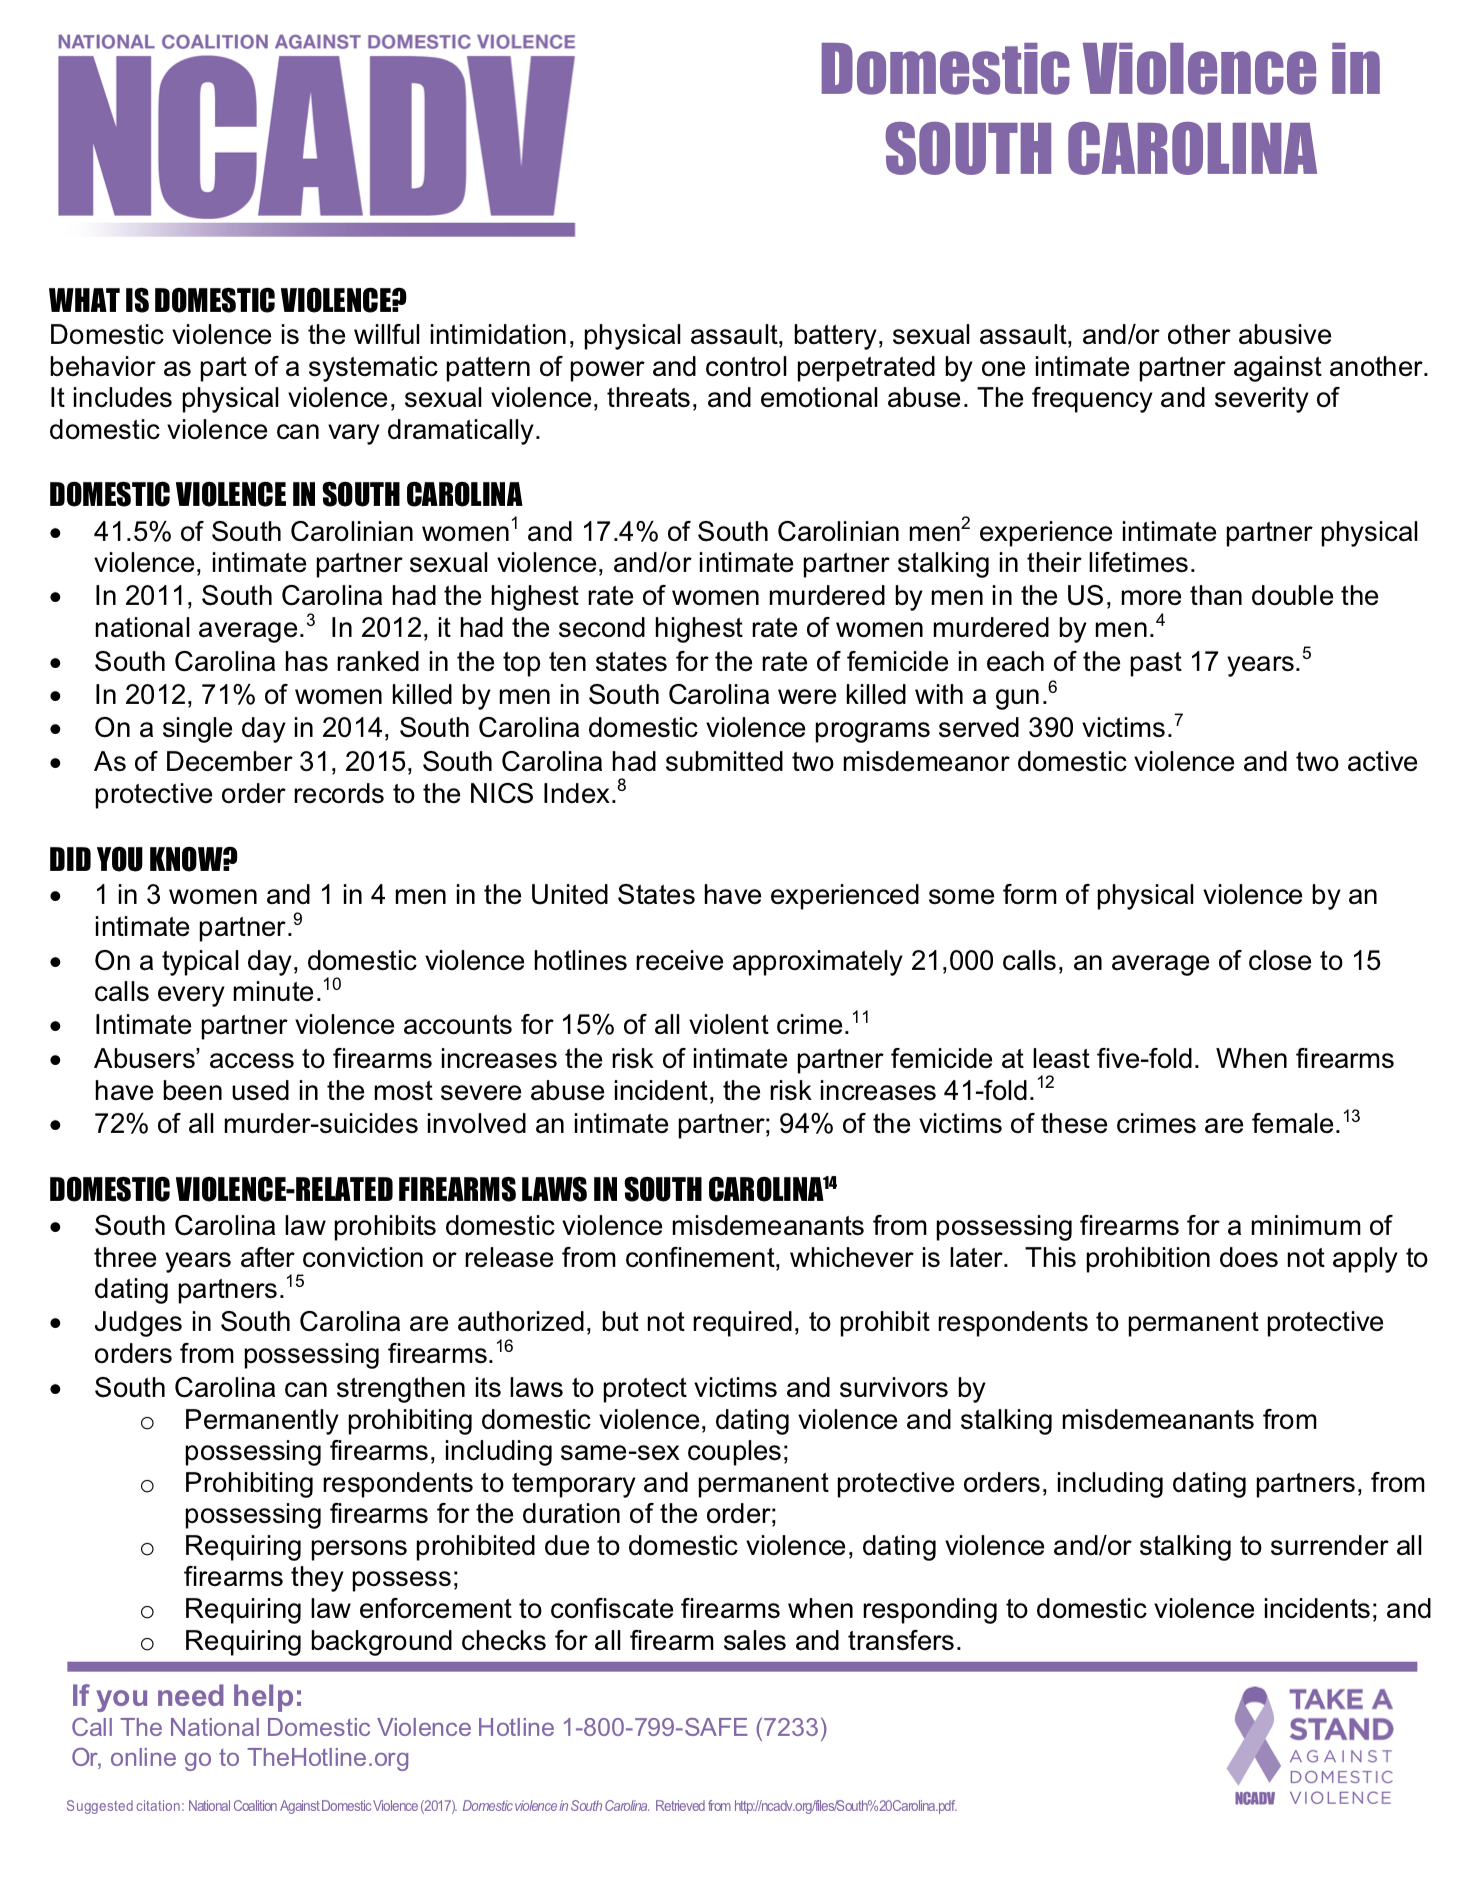 NATIONAL COALITION AGAINST DOMESTIC VIOLENCE
NCADV
Domestic Violence in
SOUTH CAROLINA
WHAT IS DOMESTIC VIOLENCE?
Domestic violence is the willful intimidation, physical assault, battery, sexual assault, and/or other abusive
behavior as part of a systematic pattern of power and control perpetrated by one intimate partner against another.
It includes physical violence, sexual violence, threats, and emotional abuse. The frequency and severity of
domestic violence can vary dramatically.
DOMESTIC VIOLENCE IN SOUTH CAROLINA
• 41.5% of South Carolinian women1 and 17.4% of South Carolinian men2 experience intimate partner physical
violence, intimate partner sexual violence, and/or intimate partner stalking in their lifetimes.
• In 2011, South Carolina had the highest rate of women murdered by men in the US, more than double the
national average.3 In 2012, it had the second highest rate of women murdered by men.4
• South Carolina has ranked in the top ten states for the rate of femicide in each of the past 17 years.5
• In 2012, 71% of women killed by men in South Carolina were killed with a gun.6
• On a single day in 2014, South Carolina domestic violence programs served 390 victims.7
• As of December 31, 2015, South Carolina had submitted two misdemeanor domestic violence and two active
protective order records to the NICS Index.8
DID YOU KNOW?
• 1 in 3 women and 1 in 4 men in the United States have experienced some form of physical violence by an
intimate partner.9
• On a typical day, domestic violence hotlines receive approximately 21,000 calls, an average of close to 15
calls every minute.10
• Intimate partner violence accounts for 15% of all violent crime.11
• Abusers’ access to firearms increases the risk of intimate partner femicide at least five-fold. When firearms
have been used in the most severe abuse incident, the risk increases 41-fold.12
• 72% of all murder-suicides involved an intimate partner; 94% of the victims of these crimes are female.13
DOMESTIC VIOLENCE-RELATED FIREARMS LAWS IN SOUTH CAROLINA14
• South Carolina law prohibits domestic violence misdemeanants from possessing firearms for a minimum of
three years after conviction or release from confinement, whichever is later. This prohibition does not apply to
dating partners.15
• Judges in South Carolina are authorized, but not required, to prohibit respondents to permanent protective
orders from possessing firearms.16
• South Carolina can strengthen its laws to protect victims and survivors by
o Permanently prohibiting domestic violence, dating violence and stalking misdemeanants from
possessing firearms, including same-sex couples;
o Prohibiting respondents to temporary and permanent protective orders, including dating partners, from
possessing firearms for the duration of the order;
o Requiring persons prohibited due to domestic violence, dating violence and/or stalking to surrender all
firearms they possess;
o Requiring law enforcement to confiscate firearms when responding to domestic violence incidents; and
o Requiring background checks for all firearm sales and transfers.
If you need help:
Call The National Domestic Violence Hotline 1-800-799-SAFE (7233)
Or, online go to TheHotline.org
Suggested citation: National Coalition Against Domestic Violence (2017). Domestic violence in South Carolina. Retrieved from http://ncadv.org/files/South%20Carolina.pdf.
TAKE A
STAND
AGAINST
DOMESTIC
VIOLENCE
NCADV